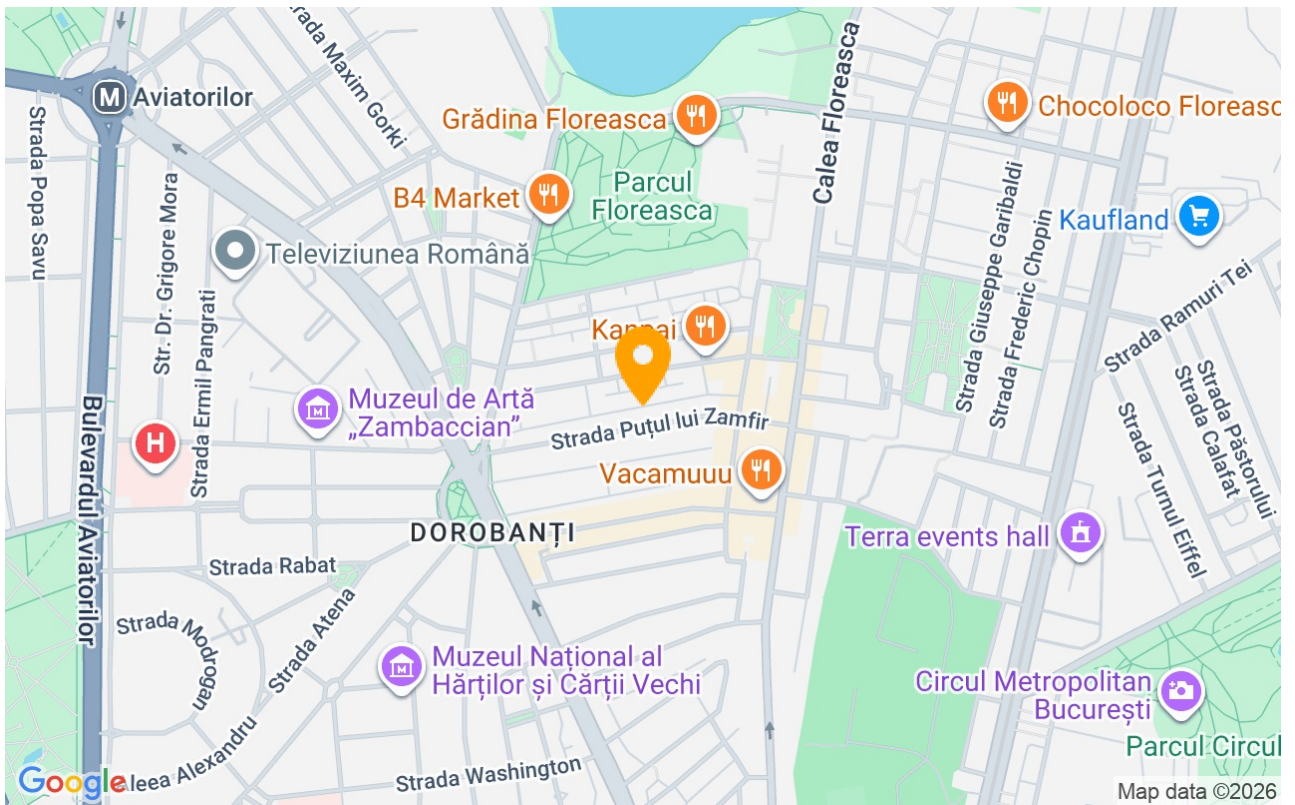 Strada Maxim Gorki
Calea Floreasca
M Aviatorilor
Grădina Floreasca
Chocoloco Floreasc
Strada Popa Savu
B4 Market
Parcul
Floreasca
Strada Giuseppe Garibaldi
Strada Frederic Chopin
Kaufland
Str. Dr. Grigore Mora
Televiziunea Română
Strada Ermil Pangrati
Strada Ramuri Tei
Muzeul de Artă
„Zambaccian”
H
Strada Puțul lui Zamfir
Strada Păstorului
Strada Calafat
Strada Turnul Eiffel
Bulevardul Aviatorilor
Vacamuuu
DOROBANȚI
Terra events hall
Strada Rabat
Strada Atena
Strada Modrogan
Muzeul Național al
Hărților și Cărții Vechi
Circul Metropolitan
București
Parcul Circul
Google
Aleea Alexandru
Strada Washington
Map data ©2026